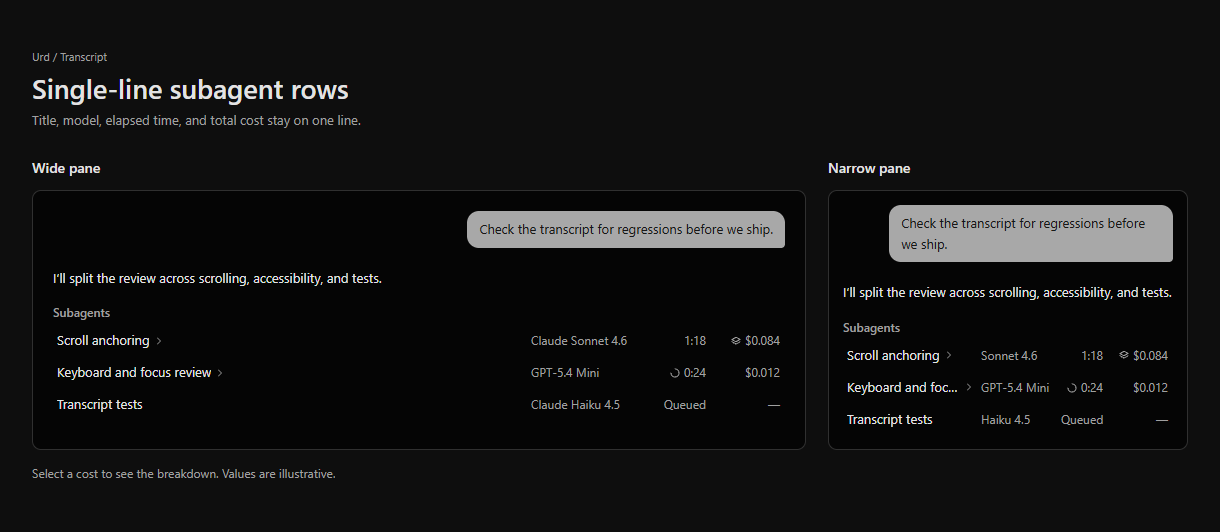 Urd / Transcript
Single-line subagent rows
Title, model, elapsed time, and total cost stay on one line.
Wide pane
Check the transcript for regressions before we ship.
I'll split the review across scrolling, accessibility, and tests.
Subagents
Scroll anchoring > Claude Sonnet 4.6 1:18 $0.084
Keyboard and focus review > GPT-5.4 Mini 0:24 $0.012
Transcript tests Claude Haiku 4.5 Queued —
Narrow pane
Check the transcript for regressions before
we ship.
I'll split the review across scrolling, accessibility, and tests.
Subagents
Scroll anchoring > Sonnet 4.6 1:18 $0.084
Keyboard and foc... > GPT-5.4 Mini 0:24 $0.012
Transcript tests Haiku 4.5 Queued —
Select a cost to see the breakdown. Values are illustrative.